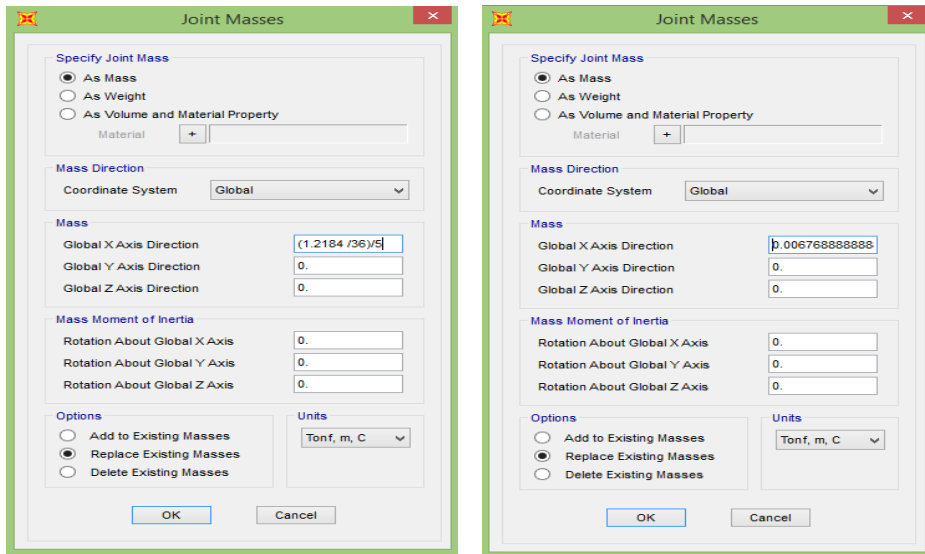 Joint Masses
Specify Joint Mass
As Mass
As Weight
As Volume and Material Property
Material +
Mass Direction
Coordinate System Global
Mass
Global X Axis Direction (1.2184 /36)/5
Global Y Axis Direction 0.
Global Z Axis Direction 0.
Mass Moment of Inertia
Rotation About Global X Axis 0.
Rotation About Global Y Axis 0.
Rotation About Global Z Axis 0.
Options
Add to Existing Masses
Replace Existing Masses
Delete Existing Masses
Units
Tonf, m, C
OK Cancel
Joint Masses
Specify Joint Mass
As Mass
As Weight
As Volume and Material Property
Material +
Mass Direction
Coordinate System Global
Mass
Global X Axis Direction 0.006768888888
Global Y Axis Direction 0.
Global Z Axis Direction 0.
Mass Moment of Inertia
Rotation About Global X Axis 0.
Rotation About Global Y Axis 0.
Rotation About Global Z Axis 0.
Options
Add to Existing Masses
Replace Existing Masses
Delete Existing Masses
Units
Tonf, m, C
OK Cancel